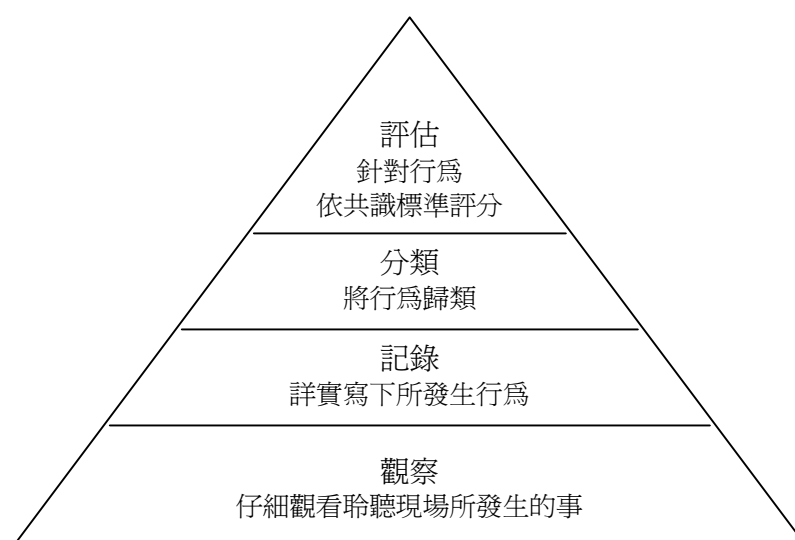 評估
針對行爲
依共識標準評分
分類
將行爲歸類
記錄
詳實寫下所發生行爲
觀察
仔細觀看聆聽現場所發生的事